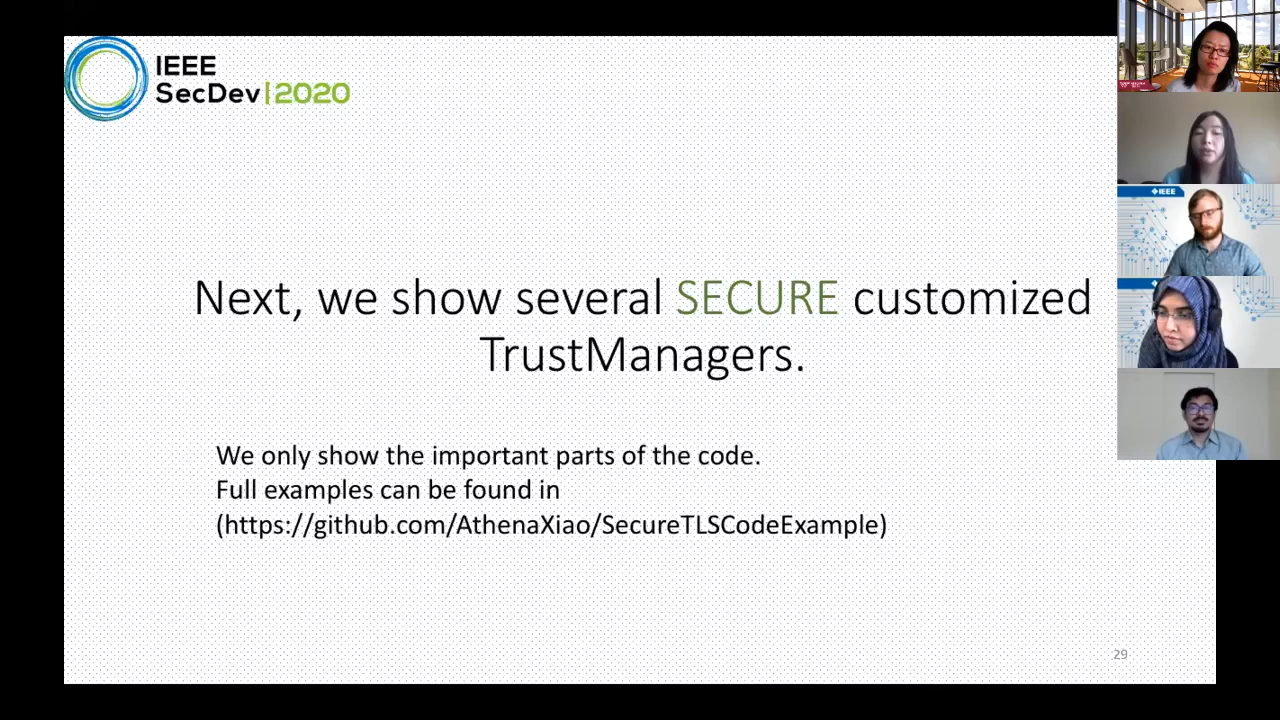 IEEE
SecDev|2020
Next, we show several SECURE customized
TrustManagers.
We only show the important parts of the code.
Full examples can be found in
(https://github.com/AthenaXiao/SecureTLSCodeExample)
29
IEEE